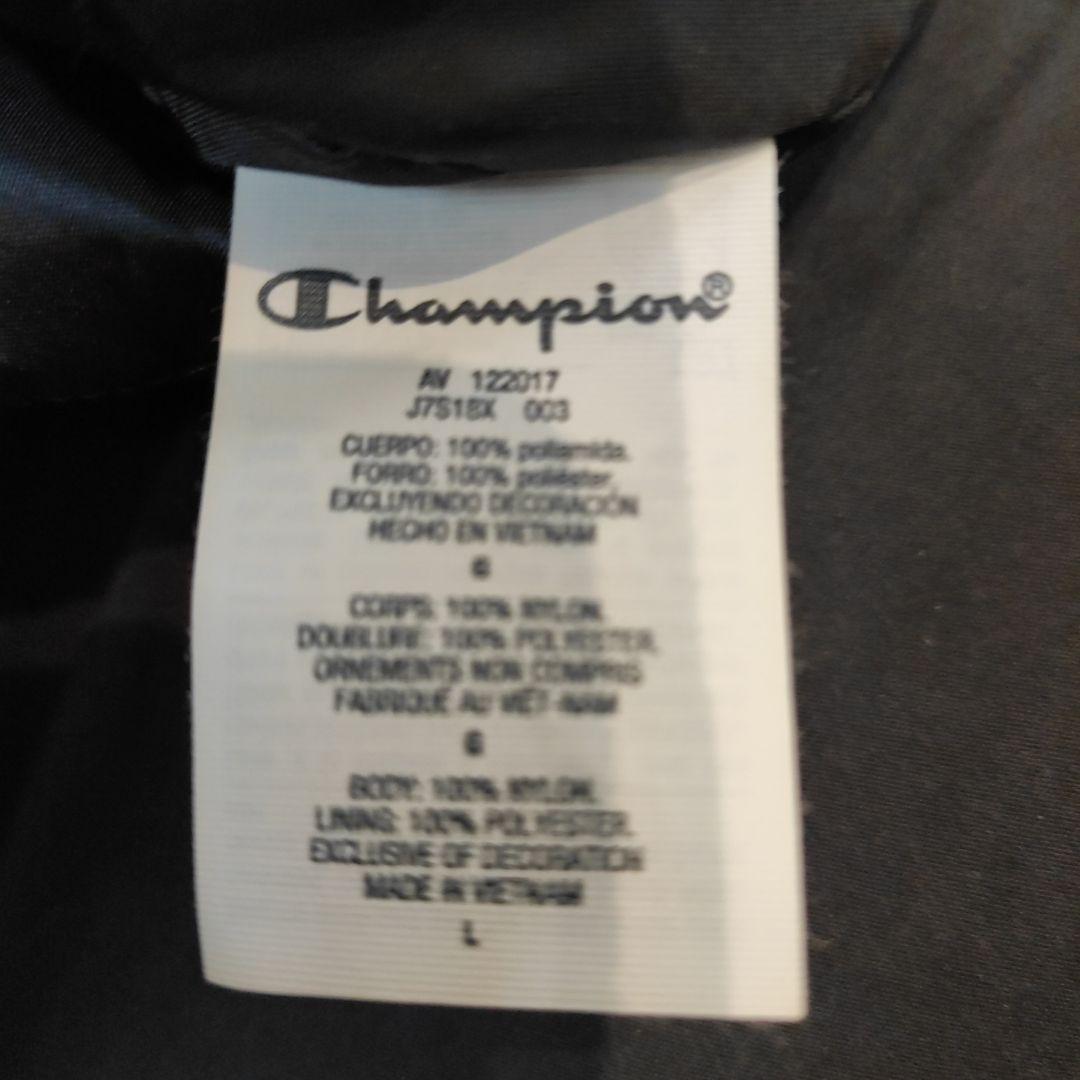 Champion®
AV 122017
J7S18X 003
CUERPO: 100% poliamida.
FORRO: 100% poliéster.
EXCLUYENDO DECORACIÓN
HECHO EN VIETNAM
G
CORPS: 100% NYLON.
DOUBLURE: 100% POLYESTER.
ORNEMENTS NON COMPRIS
FABRIQUÉ AU VIÊT-NAM
G
BODY: 100% NYLON.
LINING: 100% POLYESTER.
EXCLUSIVE OF DECORATION
MADE IN VIETNAM
L